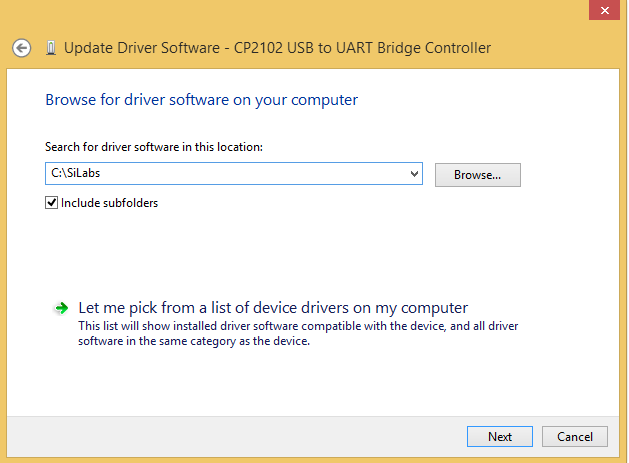 Update Driver Software - CP2102 USB to UART Bridge Controller
Browse for driver software on your computer
Search for driver software in this location:
C:\SiLabs
Browse...
Include subfolders
Let me pick from a list of device drivers on my computer
This list will show installed driver software compatible with the device, and all driver
software in the same category as the device.
Next
Cancel